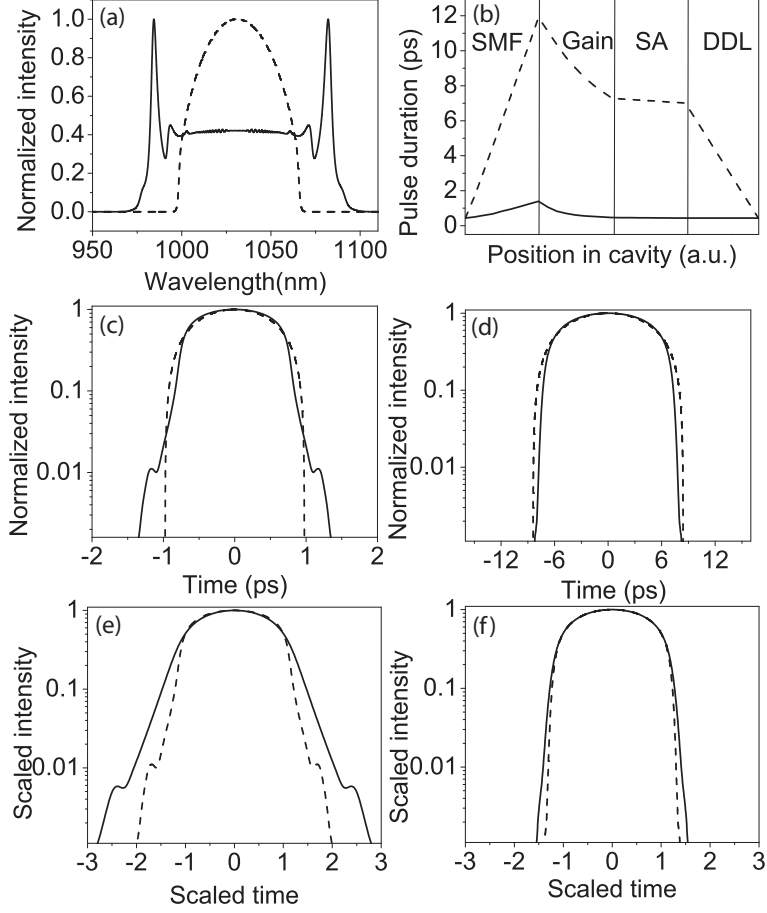 (a)
Normalized intensity
1.0
0.8
0.6
0.4
0.2
0.0
950 1000 1050 1100
Wavelength(nm)
(b)
SMF Gain SA DDL
Pulse duration (ps)
12
10
8
6
4
2
0
Position in cavity (a.u.)
(c)
Normalized intensity
1
0.1
0.01
-2 -1 0 1 2
Time (ps)
(d)
Normalized intensity
1
0.1
0.01
-12 -6 0 6 12
Time (ps)
(e)
Scaled intensity
1
0.1
0.01
-3 -2 -1 0 1 2 3
Scaled time
(f)
Scaled intensity
1
0.1
0.01
-3 -2 -1 0 1 2 3
Scaled time